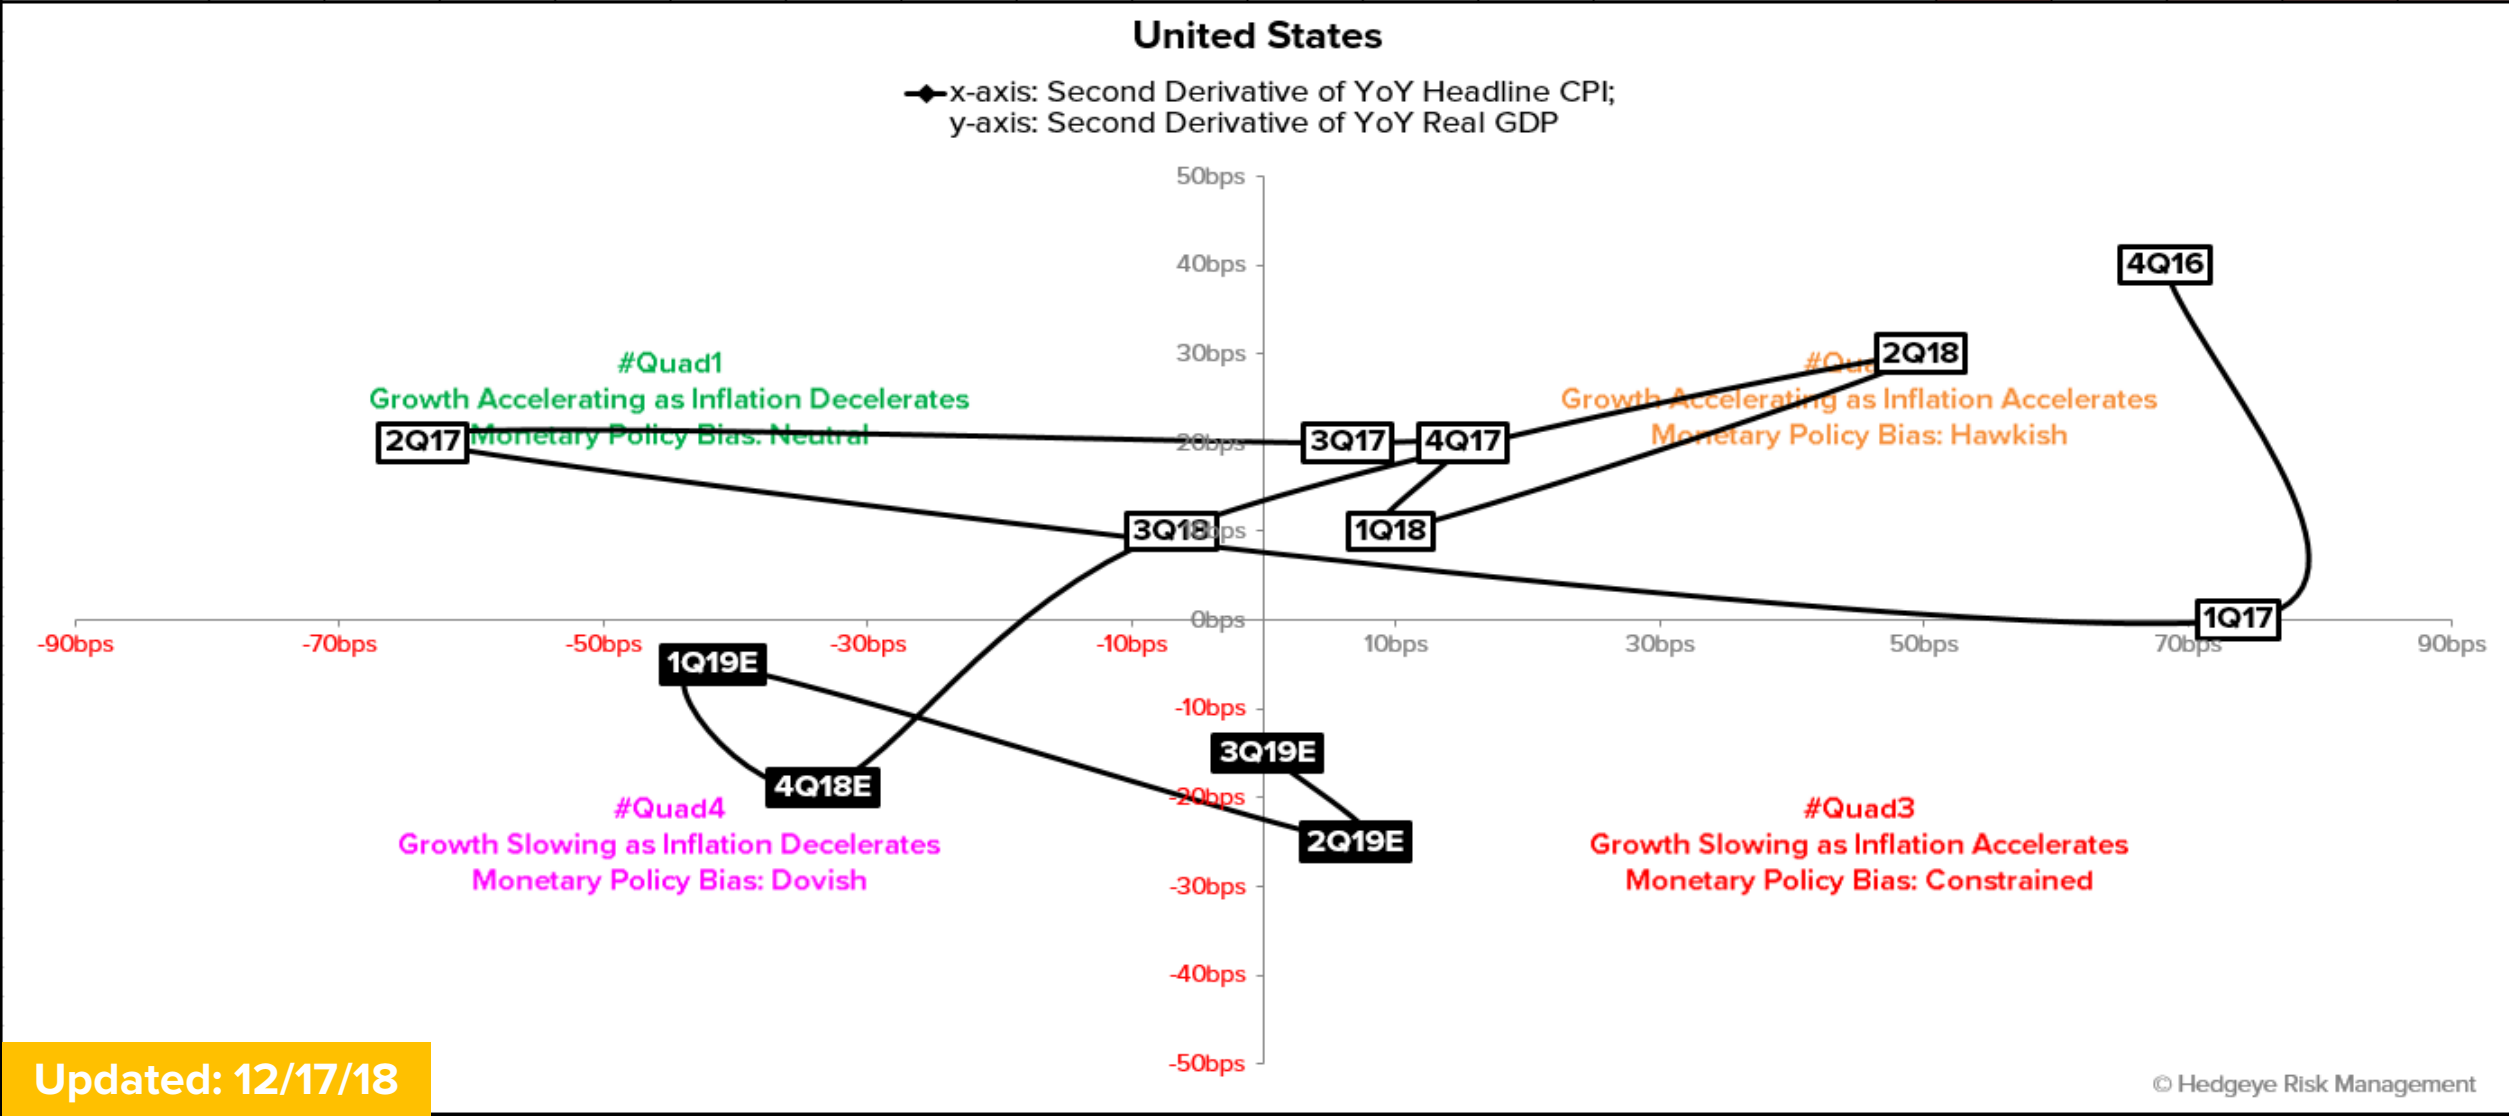 United States
x-axis: Second Derivative of YoY Headline CPI;
y-axis: Second Derivative of YoY Real GDP
50bps
40bps
4Q16
30bps
2Q18
#Quad1
Growth Accelerating as Inflation Decelerates
Monetary Policy Bias: Neutral
Growth Accelerating as Inflation Accelerates
Monetary Policy Bias: Hawkish
2Q17
20bps
3Q17
4Q17
3Q18
10bps
1Q18
0bps
1Q17
-90bps
-70bps
-50bps
-30bps
-10bps
10bps
30bps
50bps
70bps
90bps
1Q19E
-10bps
3Q19E
4Q18E
-20bps
2Q19E
#Quad4
Growth Slowing as Inflation Decelerates
Monetary Policy Bias: Dovish
#Quad3
Growth Slowing as Inflation Accelerates
Monetary Policy Bias: Constrained
-30bps
-40bps
-50bps
Updated: 12/17/18
© Hedgeye Risk Management